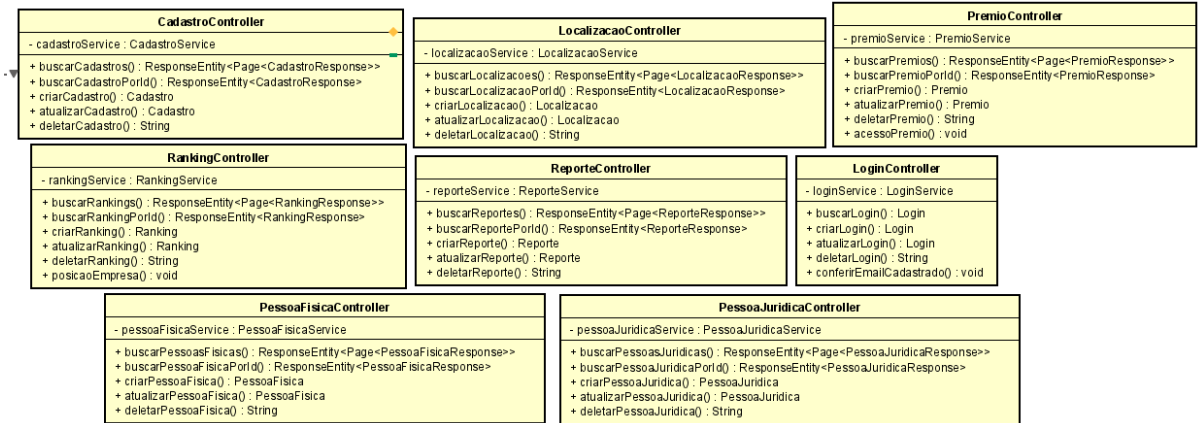 CadastroController
- cadastroService : CadastroService
+ buscarCadastros() : ResponseEntity<Page<CadastroResponse>>
+ buscarCadastroPorId() : ResponseEntity<CadastroResponse>
+ criarCadastro() : Cadastro
+ atualizarCadastro() : Cadastro
+ deletarCadastro() : String
LocalizacaoController
- localizacaoService : LocalizacaoService
+ buscarLocalizacoes() : ResponseEntity<Page<LocalizacaoResponse>>
+ buscarLocalizacaoPorId() : ResponseEntity<LocalizacaoResponse>
+ criarLocalizacao() : Localizacao
+ atualizarLocalizacao() : Localizacao
+ deletarLocalizacao() : String
PremioController
- premioService : PremioService
+ buscarPremios() : ResponseEntity<Page<PremioResponse>>
+ buscarPremioPorId() : ResponseEntity<PremioResponse>
+ criarPremio() : Premio
+ atualizarPremio() : Premio
+ deletarPremio() : String
+ acessoPremio() : void
RankingController
- rankingService : RankingService
+ buscarRankings() : ResponseEntity<Page<RankingResponse>>
+ buscarRankingPorId() : ResponseEntity<RankingResponse>
+ criarRanking() : Ranking
+ atualizarRanking() : Ranking
+ deletarRanking() : String
+ posicaoEmpresa() : void
ReporteController
- reporteService : ReporteService
+ buscarReportes() : ResponseEntity<Page<ReporteResponse>>
+ buscarReportePorId() : ResponseEntity<ReporteResponse>
+ criarReporte() : Reporte
+ atualizarReporte() : Reporte
+ deletarReporte() : String
LoginController
- loginService : LoginService
+ buscarLogin() : Login
+ criarLogin() : Login
+ atualizarLogin() : Login
+ deletarLogin() : String
+ conferirEmailCadastrado() : void
PessoaFisicaController
- pessoaFisicaService : PessoaFisicaService
+ buscarPessoasFisicas() : ResponseEntity<Page<PessoaFisicaResponse>>
+ buscarPessoaFisicaPorId() : ResponseEntity<PessoaFisicaResponse>
+ criarPessoaFisica() : PessoaFisica
+ atualizarPessoaFisica() : PessoaFisica
+ deletarPessoaFisica() : String
PessoaJuridicaController
- pessoaJuridicaService : PessoaJuridicaService
+ buscarPessoasJuridicas() : ResponseEntity<Page<PessoaJuridicaResponse>>
+ buscarPessoaJuridicaPorId() : ResponseEntity<PessoaJuridicaResponse>
+ criarPessoaJuridica() : PessoaJuridica
+ atualizarPessoaJuridica() : PessoaJuridica
+ deletarPessoaJuridica() : String